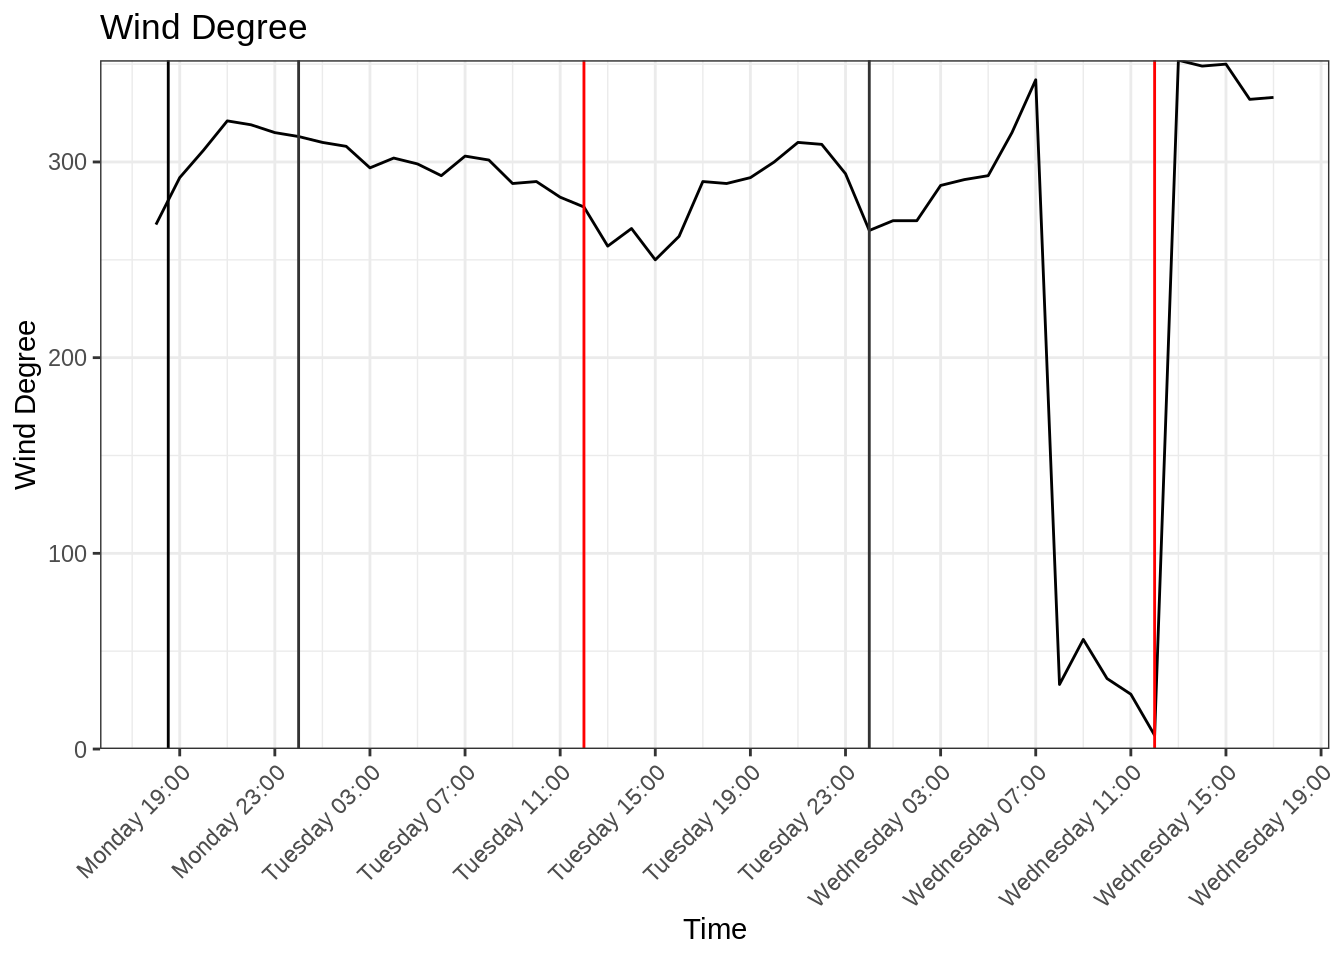 Wind Degree
Wind Degree
300
200
100
0
Monday 19:00
Monday 23:00
Tuesday 03:00
Tuesday 07:00
Tuesday 11:00
Tuesday 15:00
Tuesday 19:00
Tuesday 23:00
Wednesday 03:00
Wednesday 07:00
Wednesday 11:00
Wednesday 15:00
Wednesday 19:00
Time